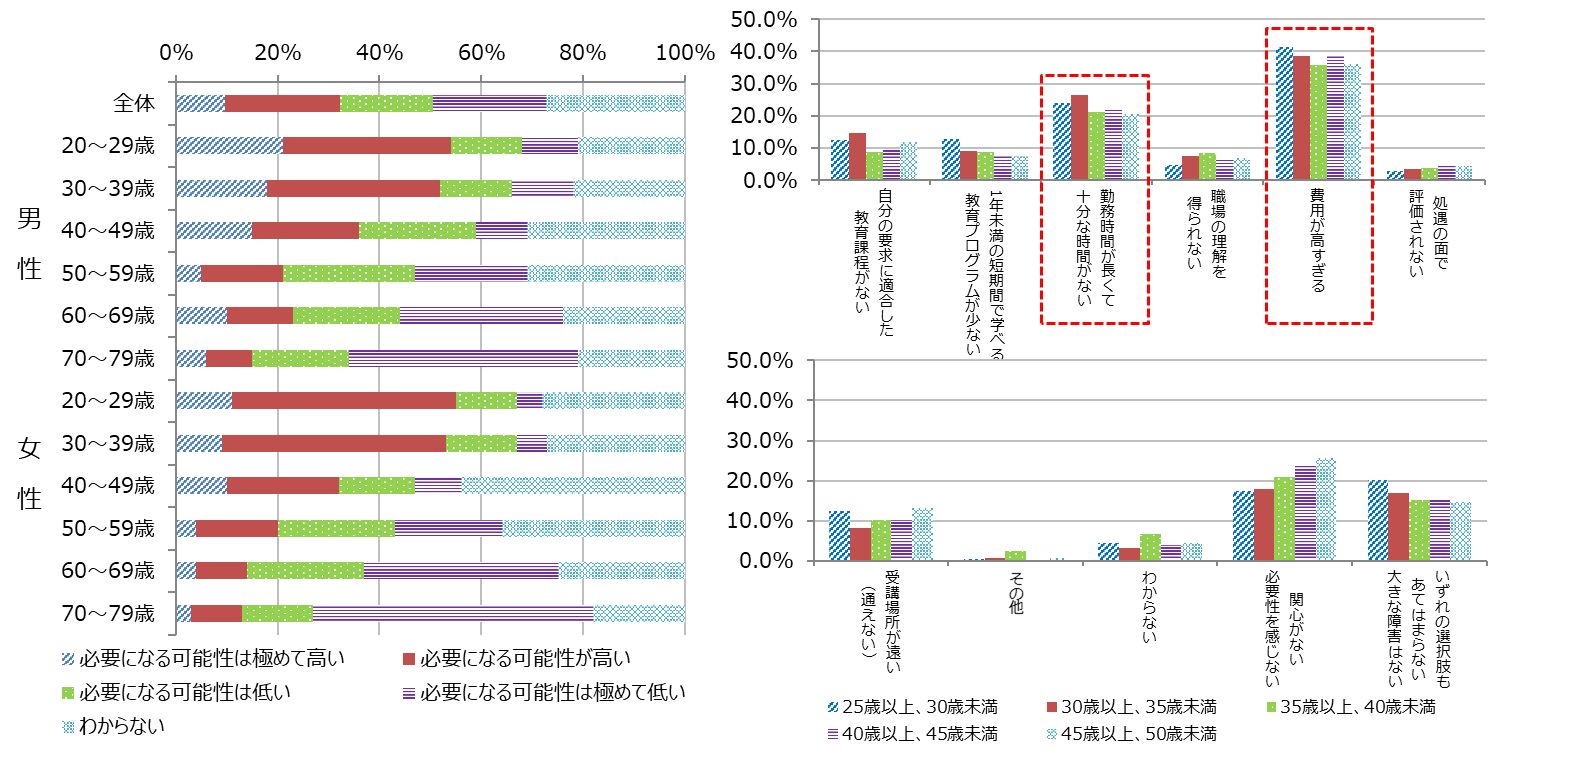 0% 20% 40% 60% 80% 100%
全体
20～29歳
30～39歳
40～49歳
50～59歳
60～69歳
70～79歳
20～29歳
30～39歳
40～49歳
50～59歳
60～69歳
70～79歳
男性
女性
必要になる可能性は極めて高い
必要になる可能性が高い
必要になる可能性は低い
必要になる可能性は極めて低い
わからない
50.0%
40.0%
30.0%
20.0%
10.0%
0.0%
自分の要求に適合した
教育課程がない
1年未満の短期間で学べる
教育プログラムが少ない
勤務時間が長くて
十分な時間がない
職場の理解を
得られない
費用が高すぎる
処遇の面で
評価されない
50.0%
40.0%
30.0%
20.0%
10.0%
0.0%
受講場所が遠い
（通えない）
その他
わからない
関心がない
必要性を感じない
いずれの選択肢も
あてはまらない
大きな障害はない
25歳以上、30歳未満
30歳以上、35歳未満
35歳以上、40歳未満
40歳以上、45歳未満
45歳以上、50歳未満